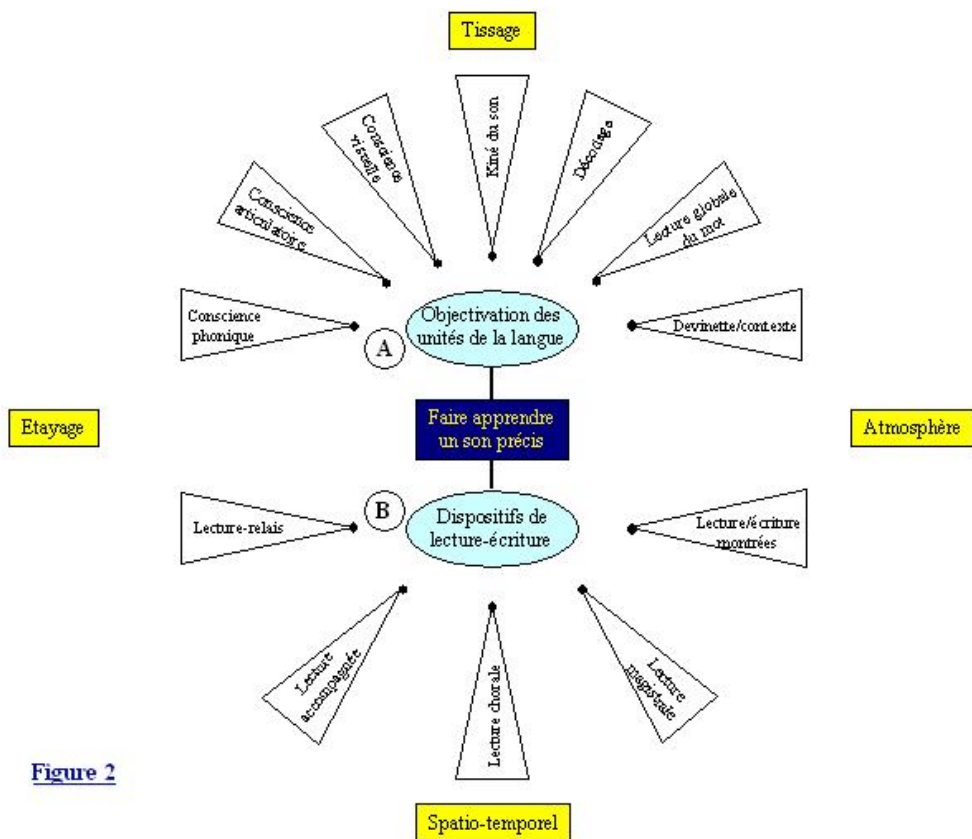 Tissage
Conscience
visuelle
Kiné du son
Décodage
Conscience
articulatoire
Lecture globale
du mot
Conscience
phonique
Objectivation des
unités de la langue
Devinette/contexte
A
Etayage
Faire apprendre
un son précis
Atmosphère
B
Lecture-relais
Dispositifs de
lecture-écriture
Lecture/écriture
montrées
Lecture
accompagnée
Lecture chorale
Lecture
magistrale
Figure 2
Spatio-temporel